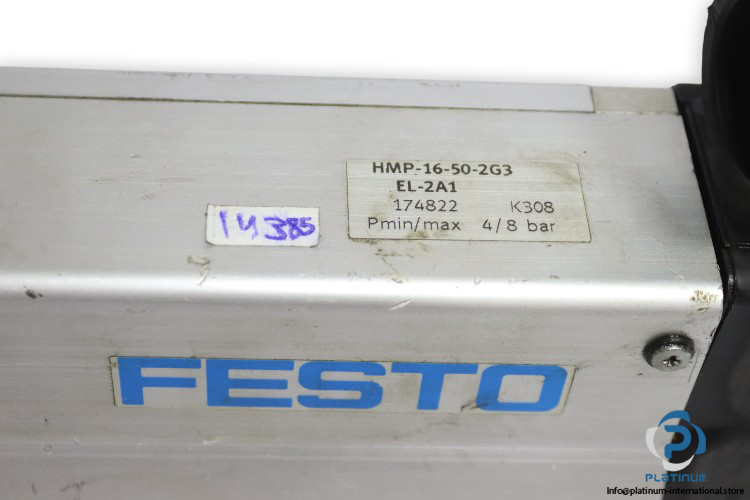 HMP-16-50-2G3
EL-2A1
174822 K308
Pmin/max 4/8 bar
14385
FESTO
PLATINUM
Info@platinum-international.store